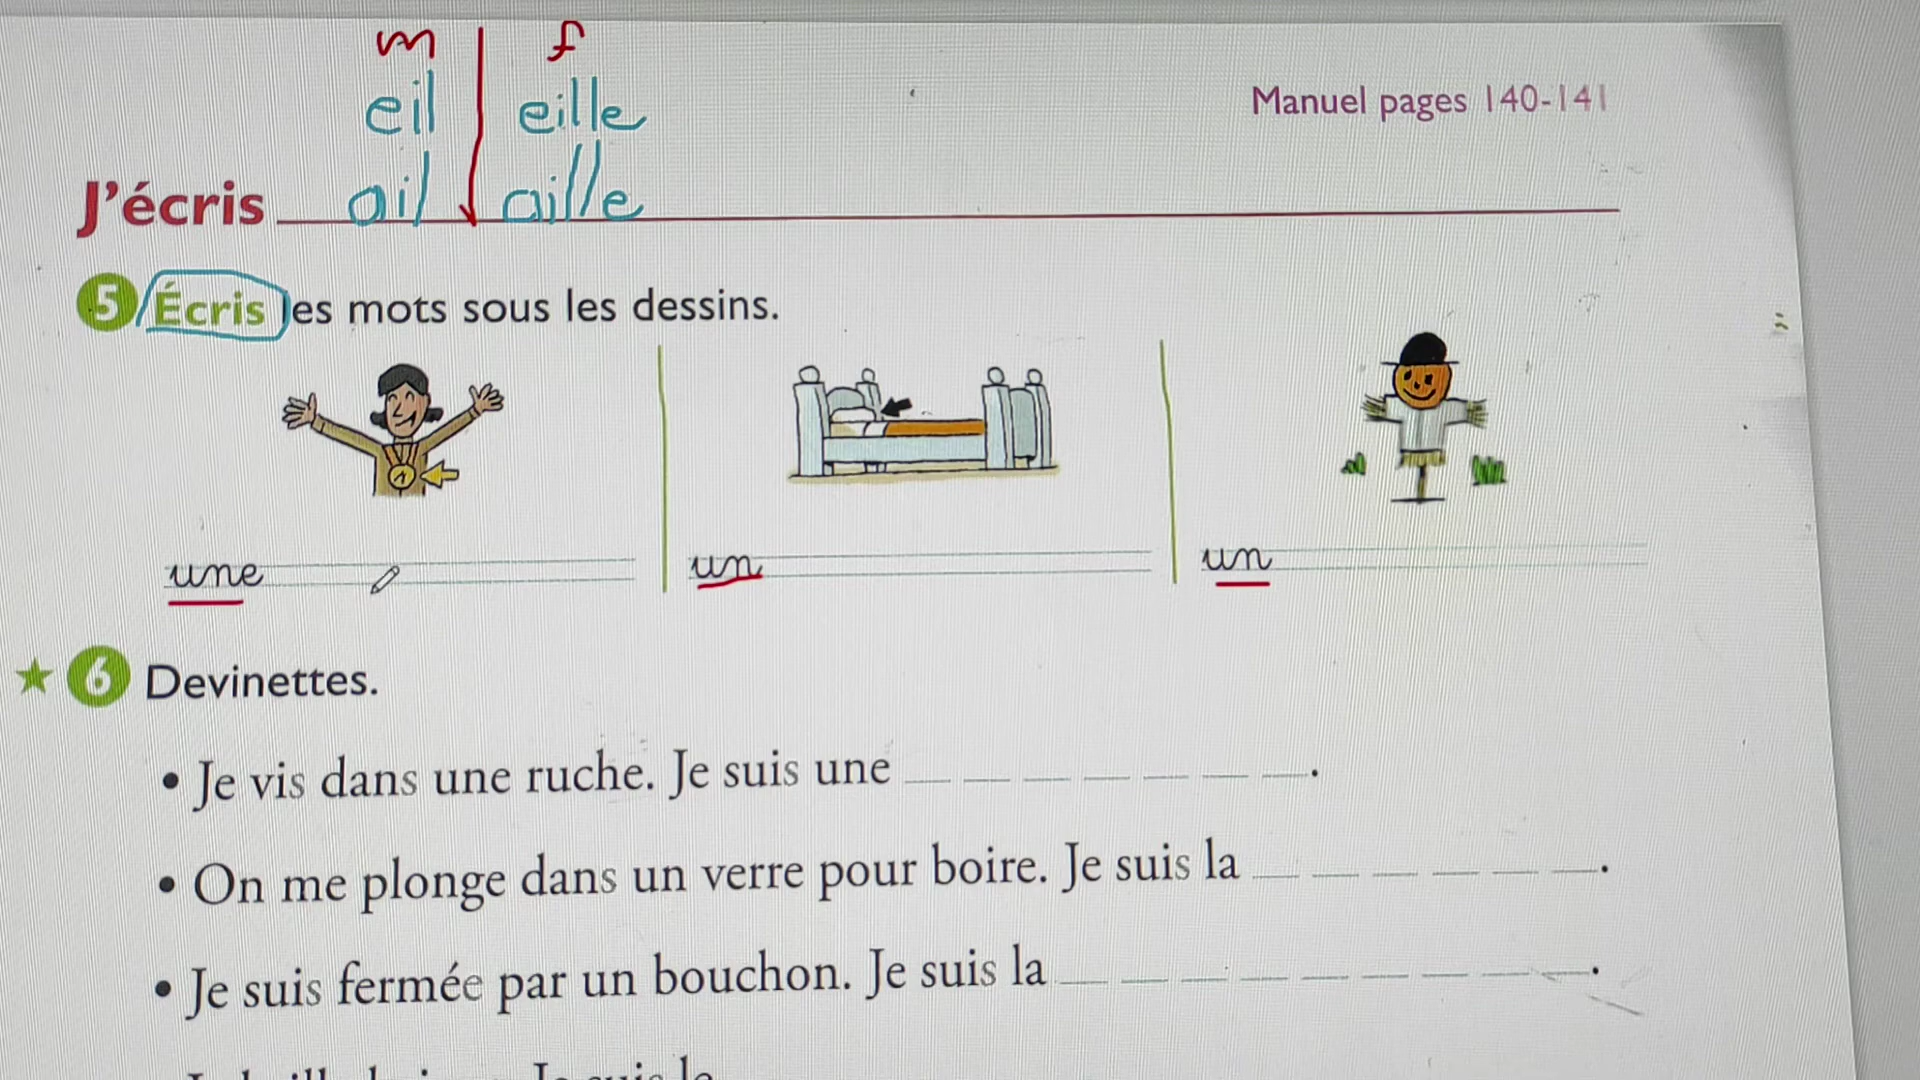 m f
eil eille
Manuel pages 140-141
ail aille
J'écris
5 Écris les mots sous les dessins.
1
une un un
6 Devinettes.
• Je vis dans une ruche. Je suis une _ _ _ _ _ _ _.
• On me plonge dans un verre pour boire. Je suis la _ _ _ _ _ _.
• Je suis fermée par un bouchon. Je suis la _ _ _ _ _ _ _ _ _.